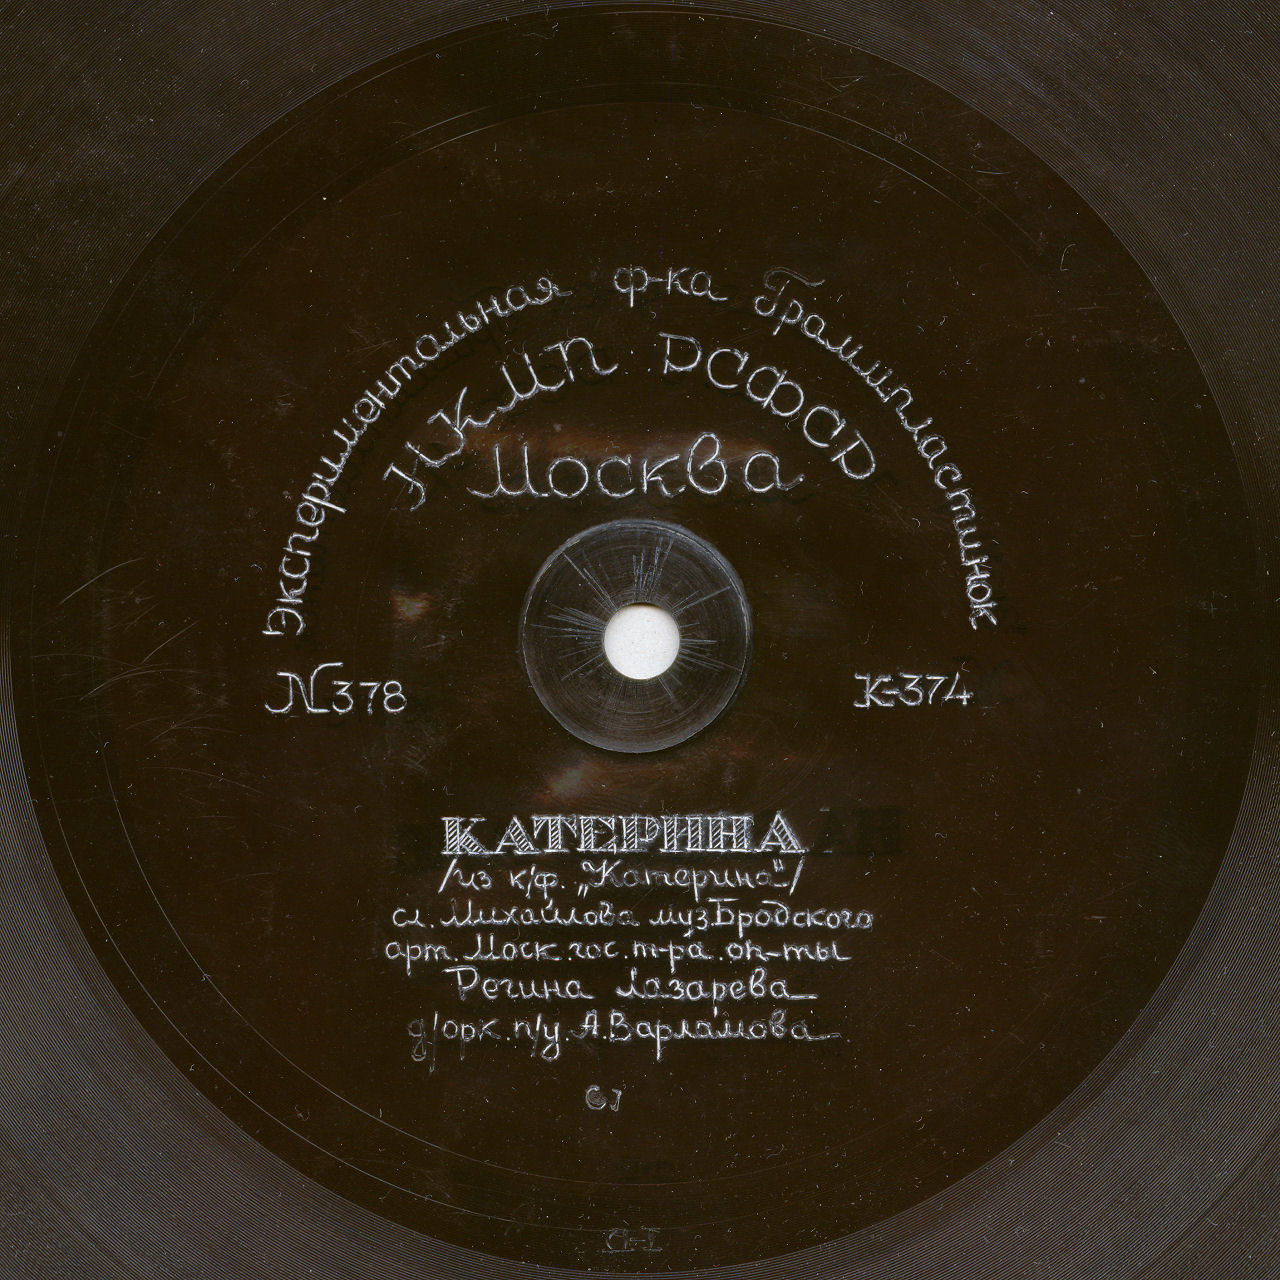 Экспериментальная ф-ка Граммпластинок
НКМП РСФСР
Москва
N378
К-374
КАТЕРИНА
/из к/ф. „Катерина"/
сл. Михайлова муз.Бродского
арт. Моск.гос.т-ра.оп-ты
Регина Лазарева
д/орк.п/у.А.Варламова